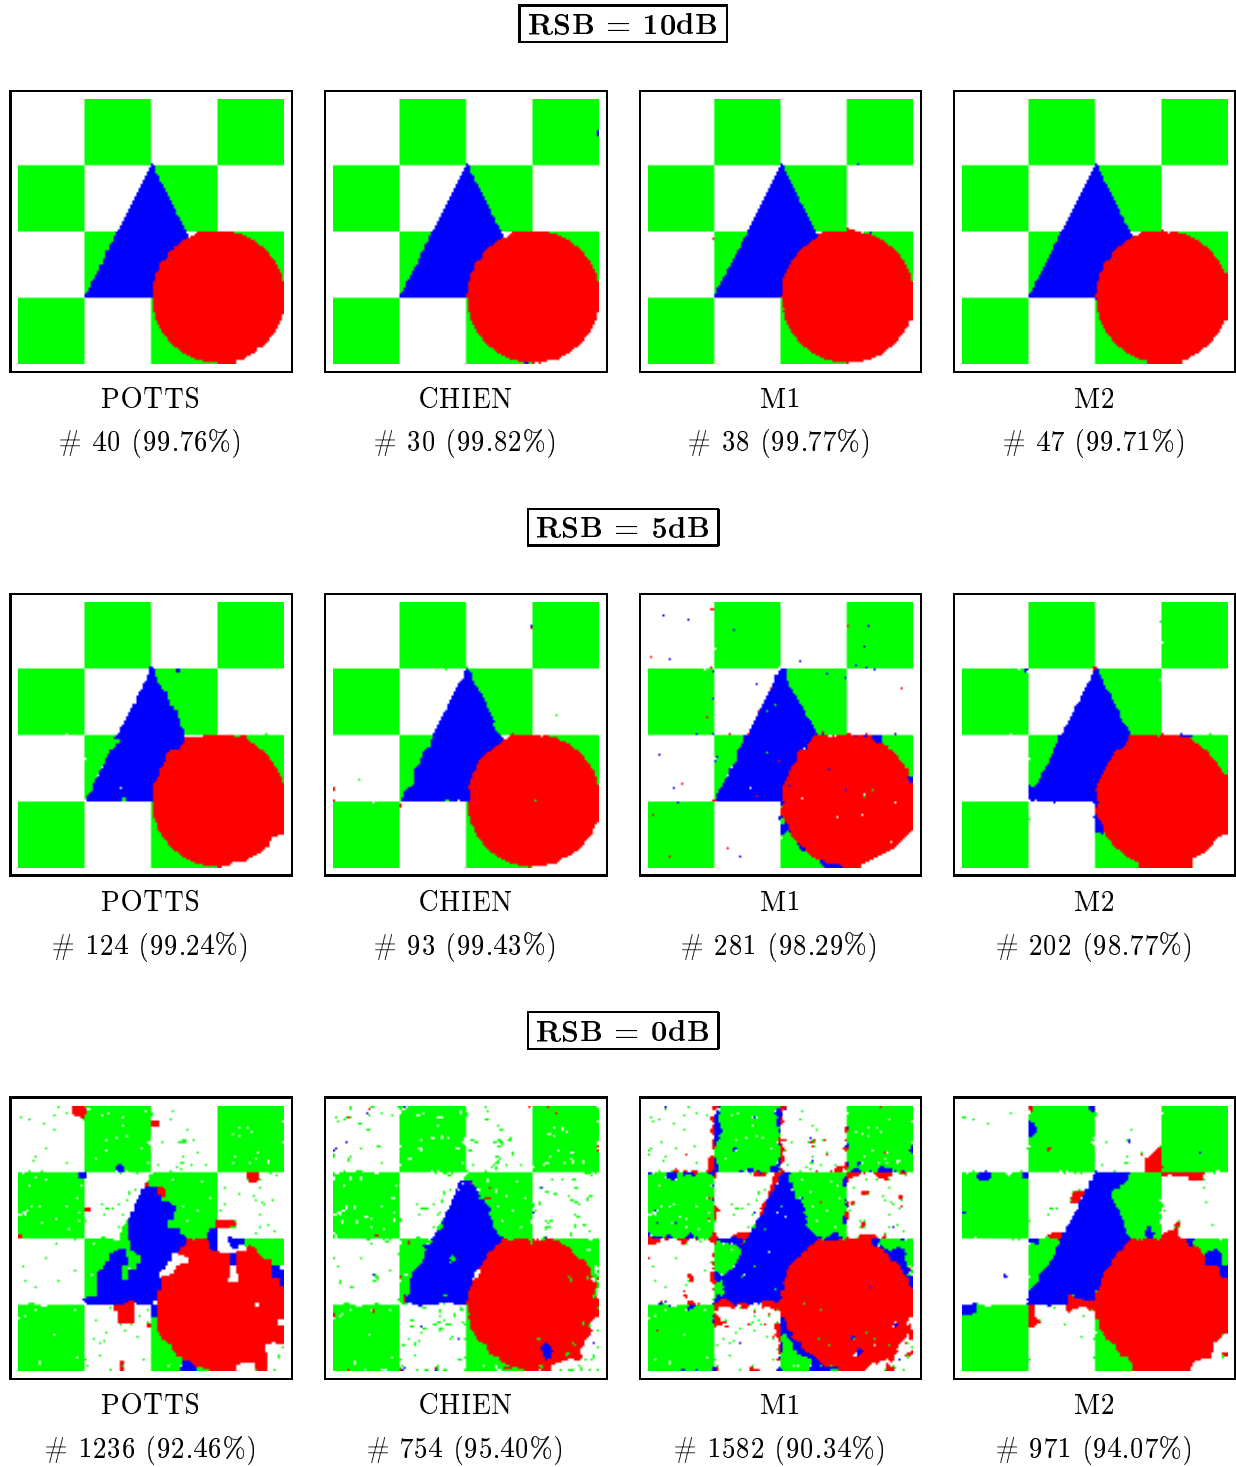 RSB = 10dB
POTTS CHIEN M1 M2
# 40 (99.76%) # 30 (99.82%) # 38 (99.77%) # 47 (99.71%)
RSB = 5dB
POTTS CHIEN M1 M2
# 124 (99.24%) # 93 (99.43%) # 281 (98.29%) # 202 (98.77%)
RSB = 0dB
POTTS CHIEN M1 M2
# 1236 (92.46%) # 754 (95.40%) # 1582 (90.34%) # 971 (94.07%)